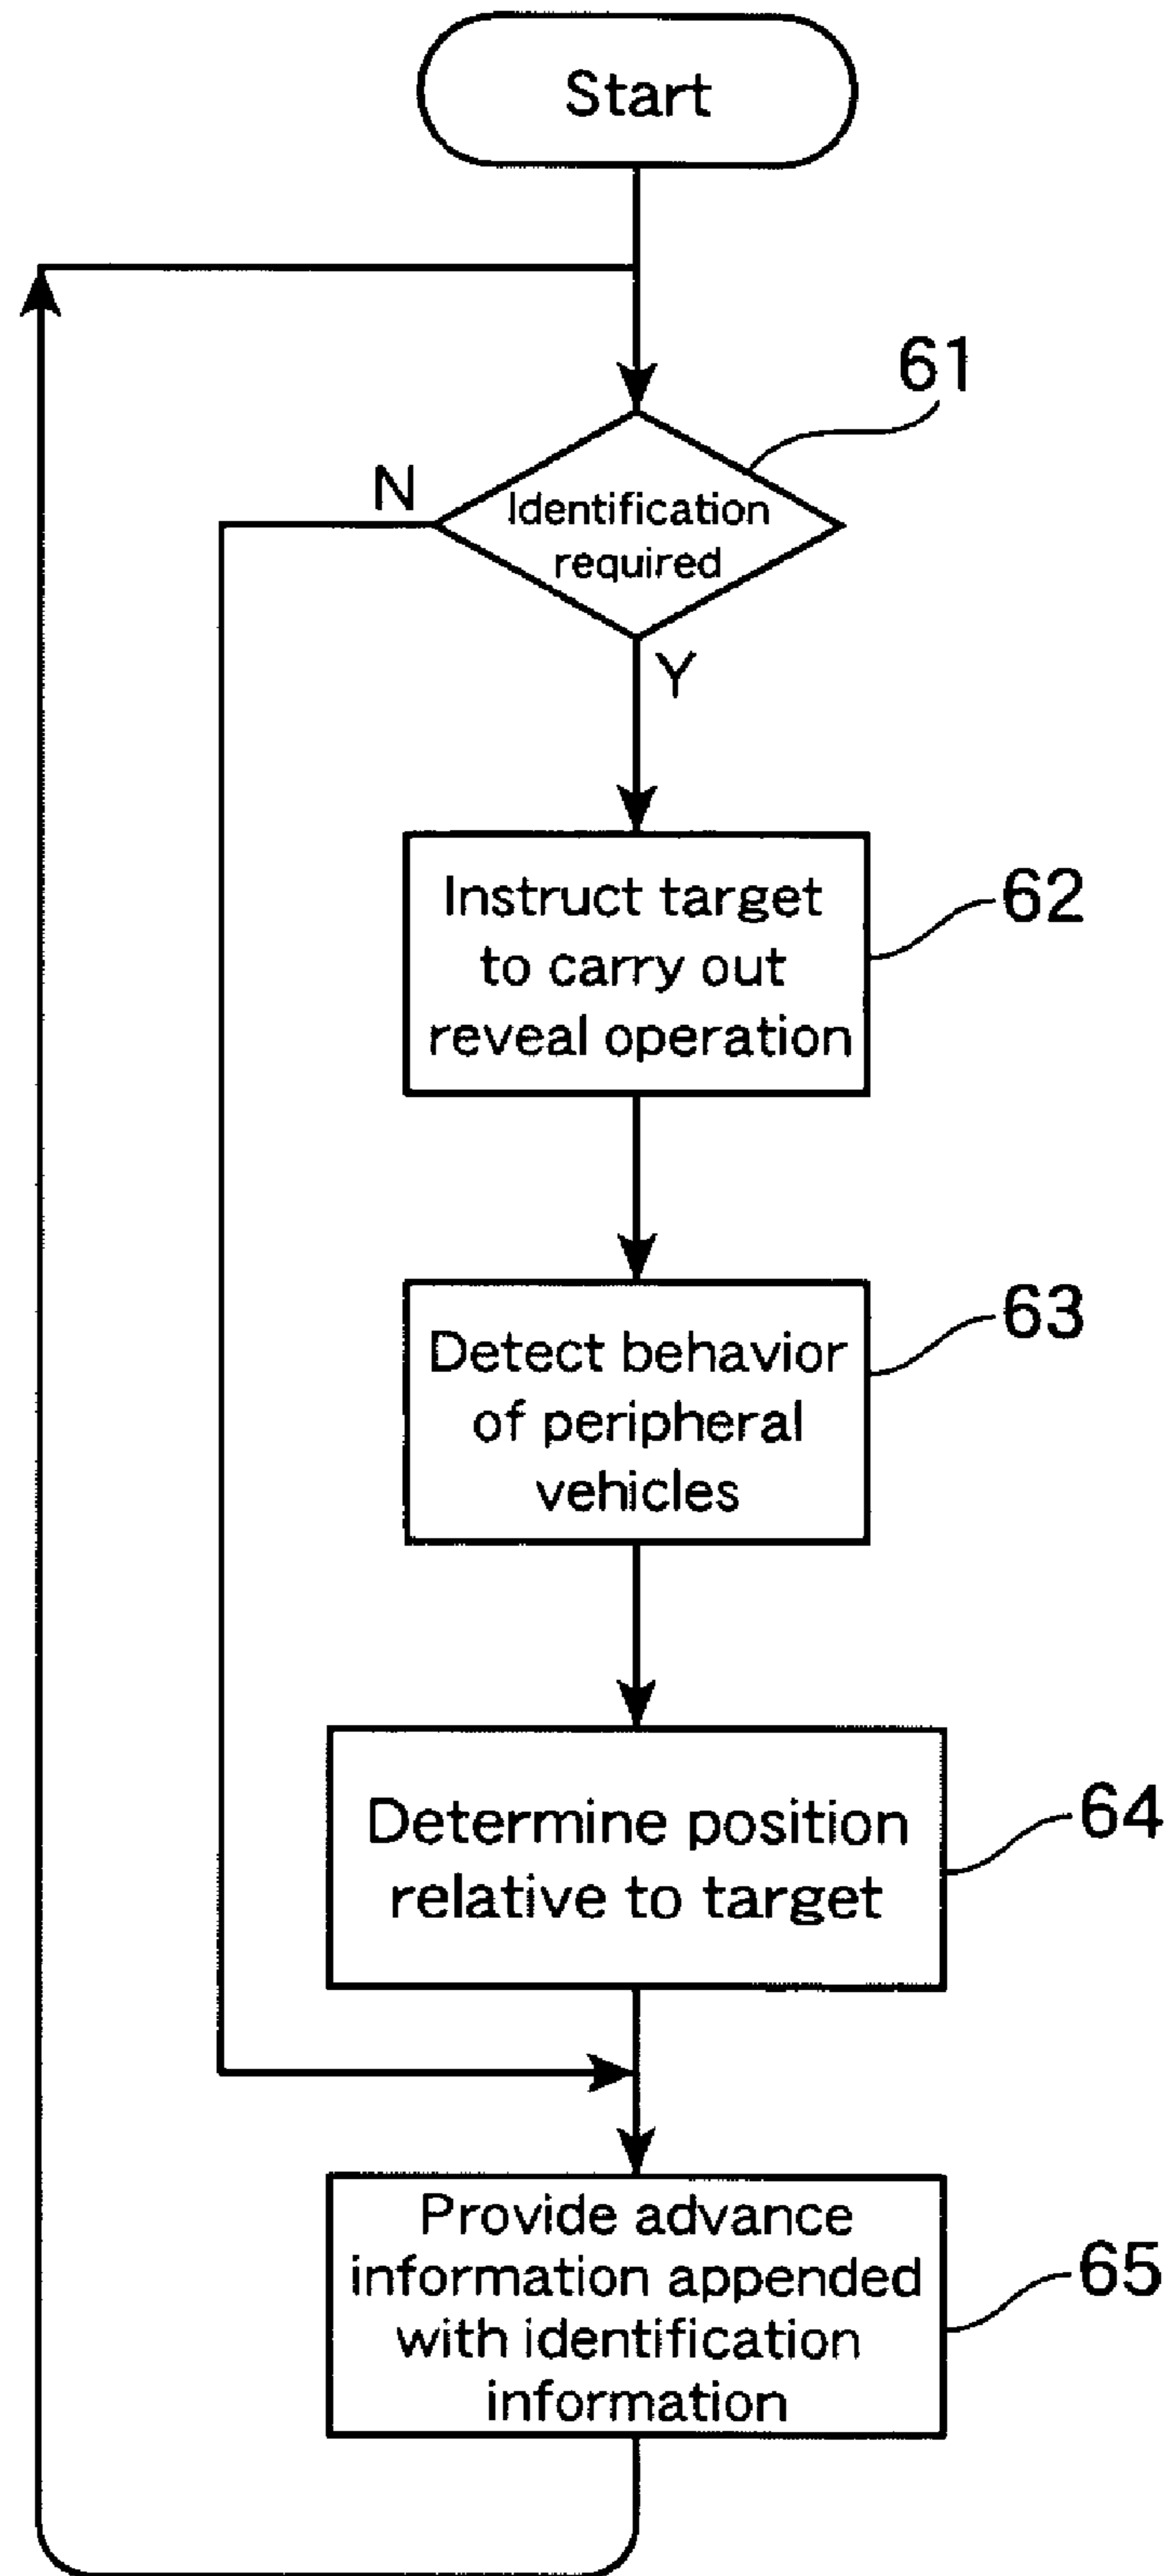 Start
61
N
Identification
required
Y
Instruct target
to carry out
reveal operation
62
Detect behavior
of peripheral
vehicles
63
Determine position
relative to target
64
Provide advance
information appended
with identification
information
65